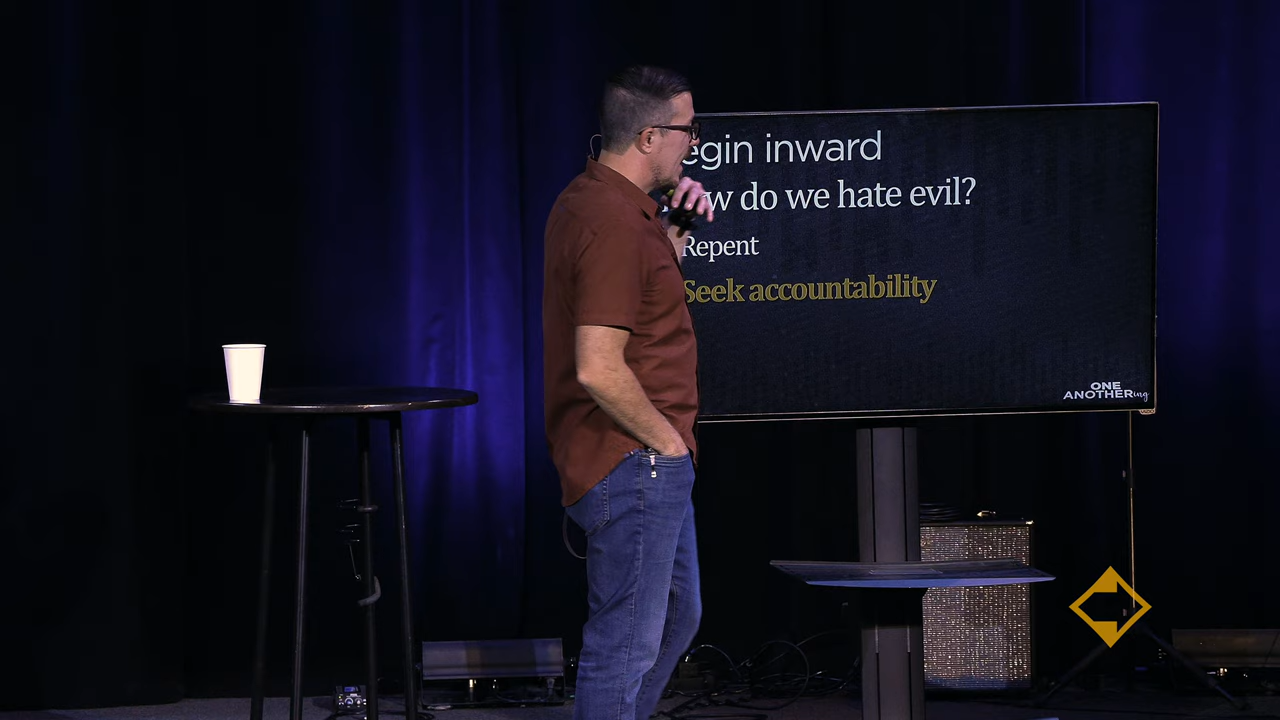 egin inward
w do we hate evil?
Repent
Seek accountability
ONE
ANOTHERing